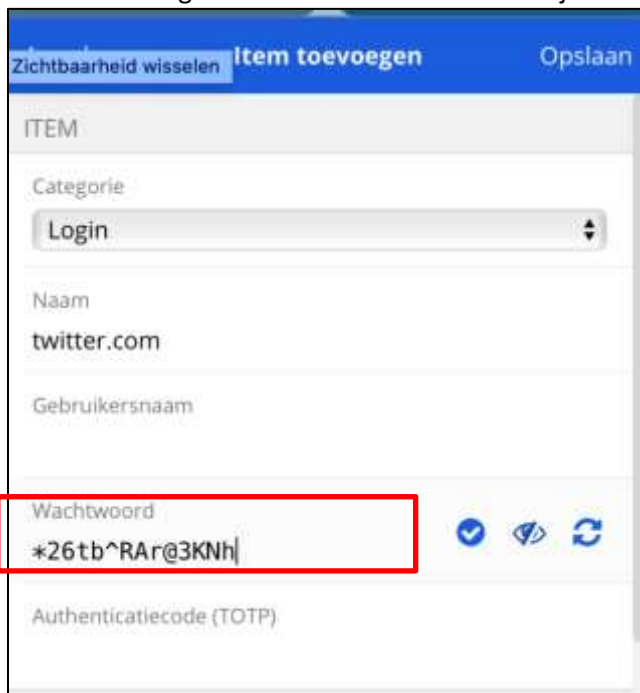 Zichtbaarheid wisselen Item toevoegen Opslaan
ITEM
Categorie
Login
Naam
twitter.com
Gebruikersnaam
Wachtwoord
*26tb^RAr@3KNh
Authenticatiecode (TOTP)